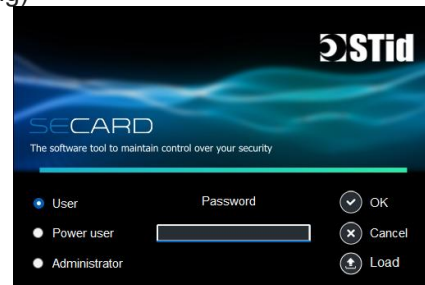 g)
STid
SECARD
The software tool to maintain control over your security
User
Password
OK
Power user
Cancel
Administrator
Load